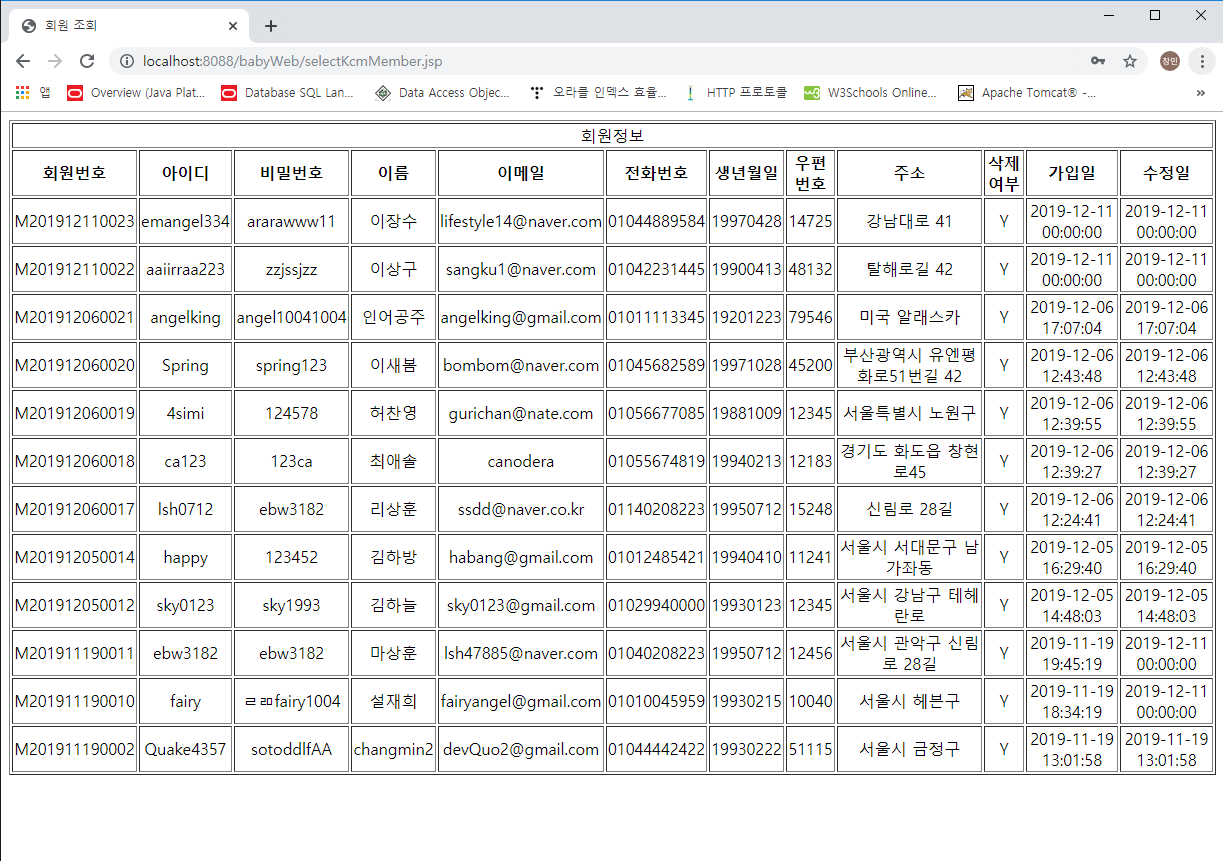 회원 조회
localhost:8088/babyWeb/selectKcmMember.jsp
창민
앱 Overview (Java Plat... Database SQL Lan... Data Access Objec... 오라클 인덱스 효율... HTTP 프로토콜 W3Schools Online... Apache Tomcat® -... »
회원정보
회원번호 아이디 비밀번호 이름 이메일 전화번호 생년월일 우편 주소 삭제 가입일 수정일
번호 여부
M201912110023 emangel334 ararawww11 이장수 lifestyle14@naver.com 01044889584 19970428 14725 강남대로 41 Y 2019-12-11 2019-12-11
00:00:00 00:00:00
M201912110022 aaiirraa223 zzjssjzz 이상구 sangku1@naver.com 01042231445 19900413 48132 탈해로길 42 Y 2019-12-11 2019-12-11
00:00:00 00:00:00
M201912060021 angelking angel10041004 인어공주 angelking@gmail.com 01011113345 19201223 79546 미국 알래스카 Y 2019-12-06 2019-12-06
17:07:04 17:07:04
M201912060020 Spring spring123 이새봄 bombom@naver.com 01045682589 19971028 45200 부산광역시 유엔평 Y 2019-12-06 2019-12-06
화로51번길 42 12:43:48 12:43:48
M201912060019 4simi 124578 허찬영 gurichan@nate.com 01056677085 19881009 12345 서울특별시 노원구 Y 2019-12-06 2019-12-06
12:39:55 12:39:55
M201912060018 ca123 123ca 최애솔 canodera 01055674819 19940213 12183 경기도 화도읍 창현 Y 2019-12-06 2019-12-06
로45 12:39:27 12:39:27
M201912060017 lsh0712 ebw3182 리상훈 ssdd@naver.co.kr 01140208223 19950712 15248 신림로 28길 Y 2019-12-06 2019-12-06
12:24:41 12:24:41
M201912050014 happy 123452 김하방 habang@gmail.com 01012485421 19940410 11241 서울시 서대문구 남 Y 2019-12-05 2019-12-05
가좌동 16:29:40 16:29:40
M201912050012 sky0123 sky1993 김하늘 sky0123@gmail.com 01029940000 19930123 12345 서울시 강남구 테헤 Y 2019-12-05 2019-12-05
란로 14:48:03 14:48:03
M201911190011 ebw3182 ebw3182 마상훈 lsh47885@naver.com 01040208223 19950712 12456 서울시 관악구 신림 Y 2019-11-19 2019-12-11
로 28길 19:45:19 00:00:00
M201911190010 fairy ㄹㄻfairy1004 설재희 fairyangel@gmail.com 01010045959 19930215 10040 서울시 헤븐구 Y 2019-11-19 2019-12-11
18:34:19 00:00:00
M201911190002 Quake4357 sotoddlfAA changmin2 devQuo2@gmail.com 01044442422 19930222 51115 서울시 금정구 Y 2019-11-19 2019-11-19
13:01:58 13:01:58